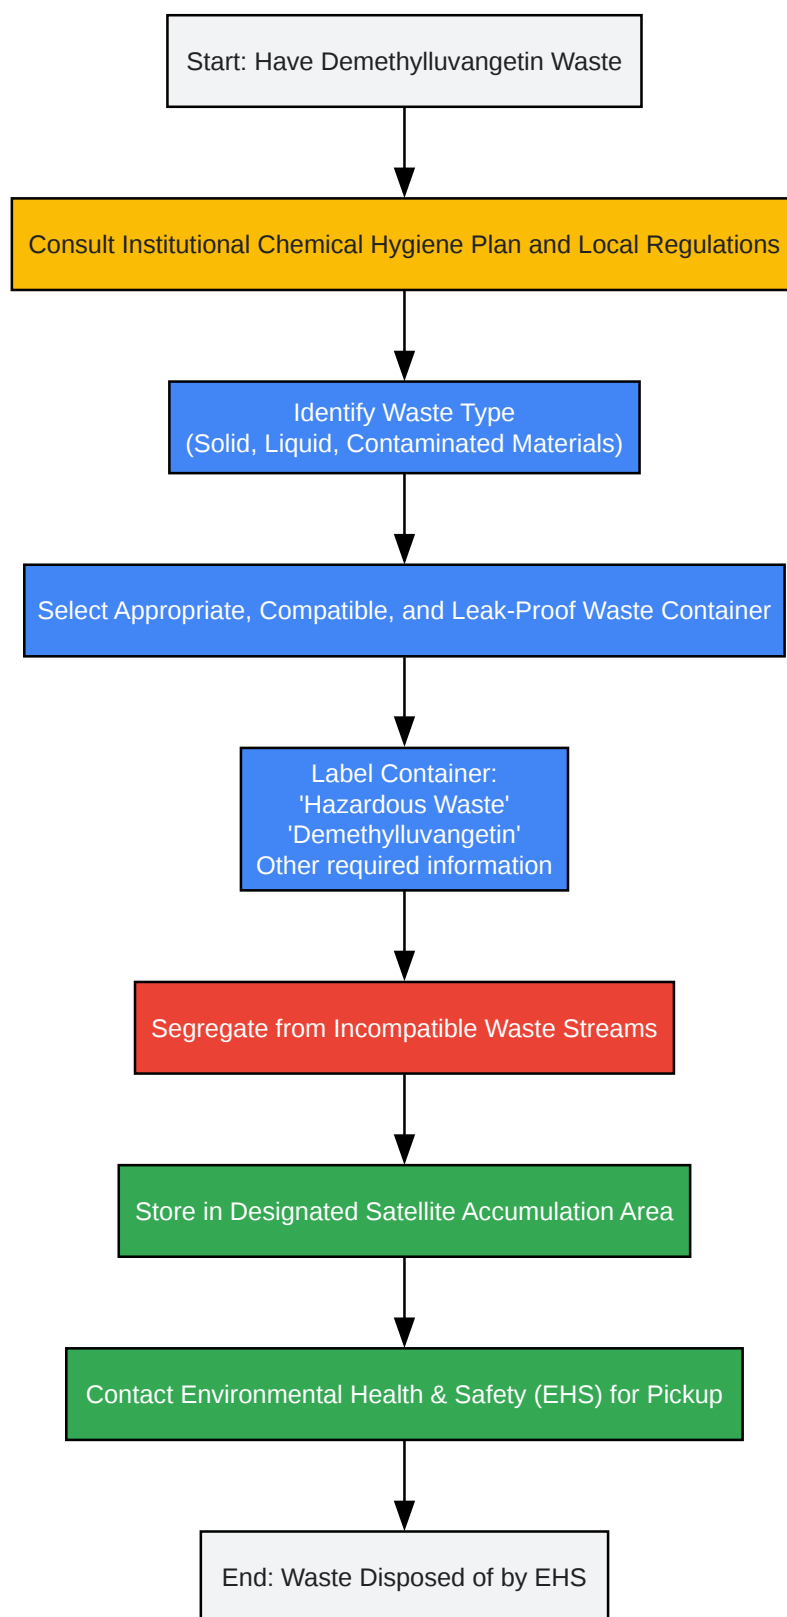 Start: Have Demethylluvangetin Waste
Consult Institutional Chemical Hygiene Plan and Local Regulations
Identify Waste Type
(Solid, Liquid, Contaminated Materials)
Select Appropriate, Compatible, and Leak-Proof Waste Container
Label Container:
'Hazardous Waste'
'Demethylluvangetin'
Other required information
Segregate from Incompatible Waste Streams
Store in Designated Satellite Accumulation Area
Contact Environmental Health & Safety (EHS) for Pickup
End: Waste Disposed of by EHS